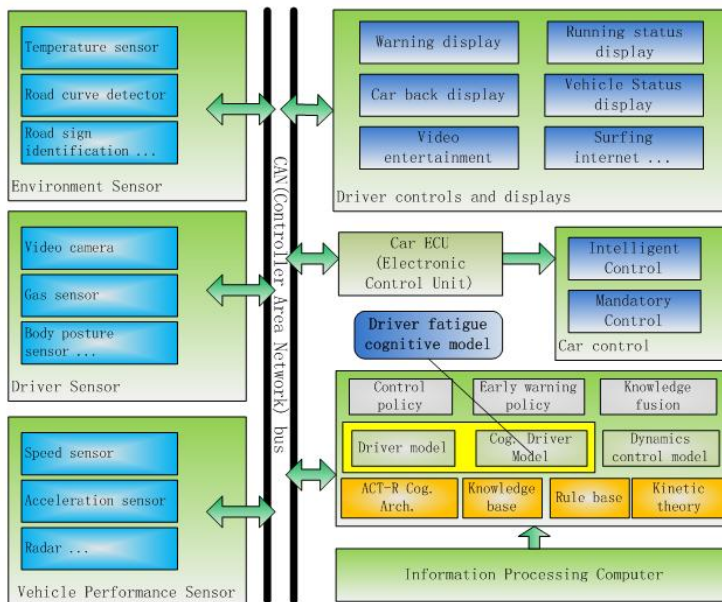 Temperature sensor
Road curve detector
Road sign
identification ...
Environment Sensor
Video camera
Gas sensor
Body posture
sensor ...
Driver Sensor
Speed sensor
Acceleration sensor
Radar ...
Vehicle Performance Sensor
CAN(Controller Area Network) bus
Warning display
Running status
display
Car back display
Vehicle Status
display
Video
entertainment
Surfing
internet ...
Driver controls and displays
Car ECU
(Electronic
Control Unit)
Intelligent
Control
Mandatory
Control
Car control
Driver fatigue
cognitive model
Control
policy
Early warning
policy
Knowledge
fusion
Driver model
Cog. Driver
Model
Dynamics
control model
ACT-R Cog.
Arch.
Knowledge
base
Rule base
Kinetic
theory
Information Processing Computer